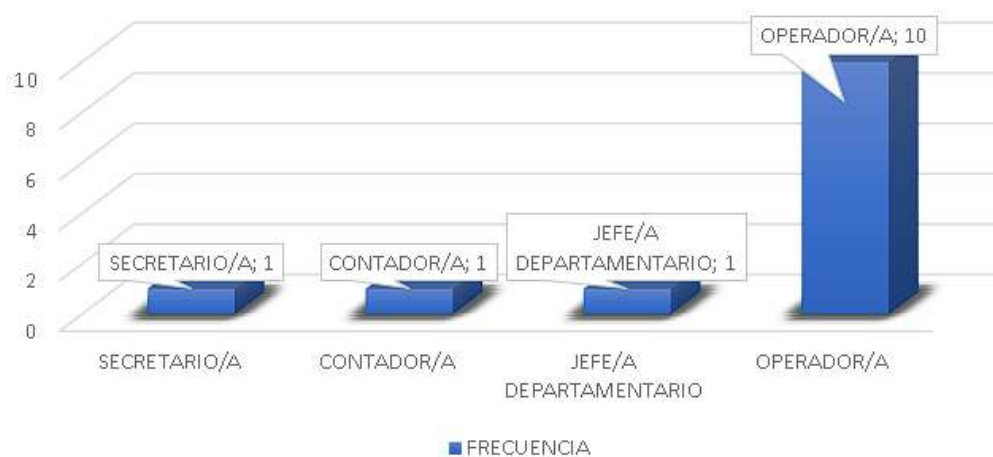 OPERADOR/A; 10
10
8
6
4
2
0
SECRETARIO/A; 1
CONTADOR/A; 1
JEFE/A
DEPARTAMENTARIO; 1
SECRETARIO/A
CONTADOR/A
JEFE/A
DEPARTAMENTARIO
OPERADOR/A
FRECUENCIA